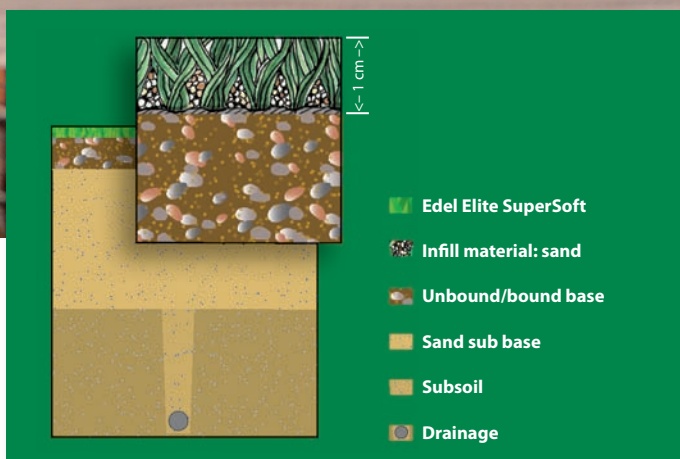 <– 1 cm –>
Edel Elite SuperSoft
Infill material: sand
Unbound/bound base
Sand sub base
Subsoil
Drainage